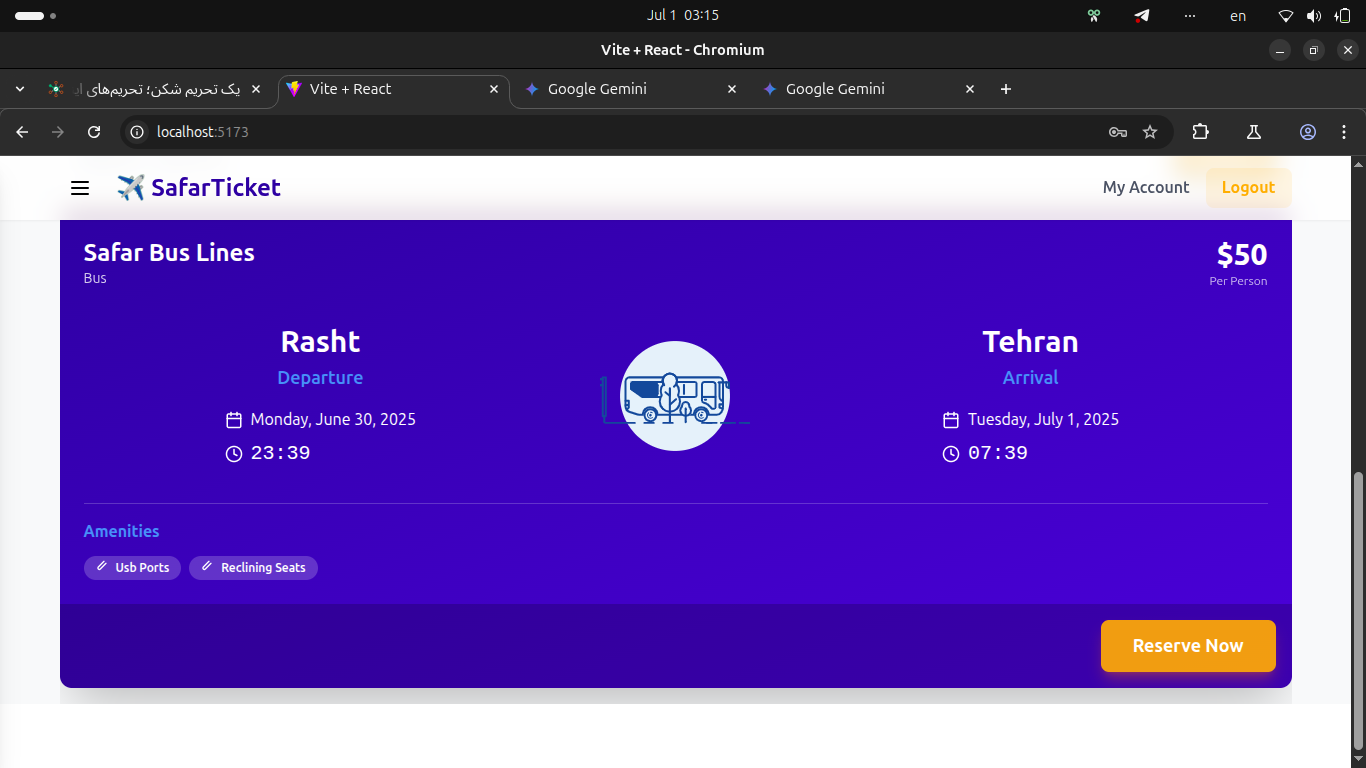 Jul 1 03:15
en
Vite + React - Chromium
یک تحریم شکن؛ تحریم‌های
Vite + React
Google Gemini
Google Gemini
localhost:5173
SafarTicket
My Account
Logout
Safar Bus Lines
Bus
$50
Per Person
Rasht
Departure
Monday, June 30, 2025
23:39
Tehran
Arrival
Tuesday, July 1, 2025
07:39
Amenities
Usb Ports
Reclining Seats
Reserve Now